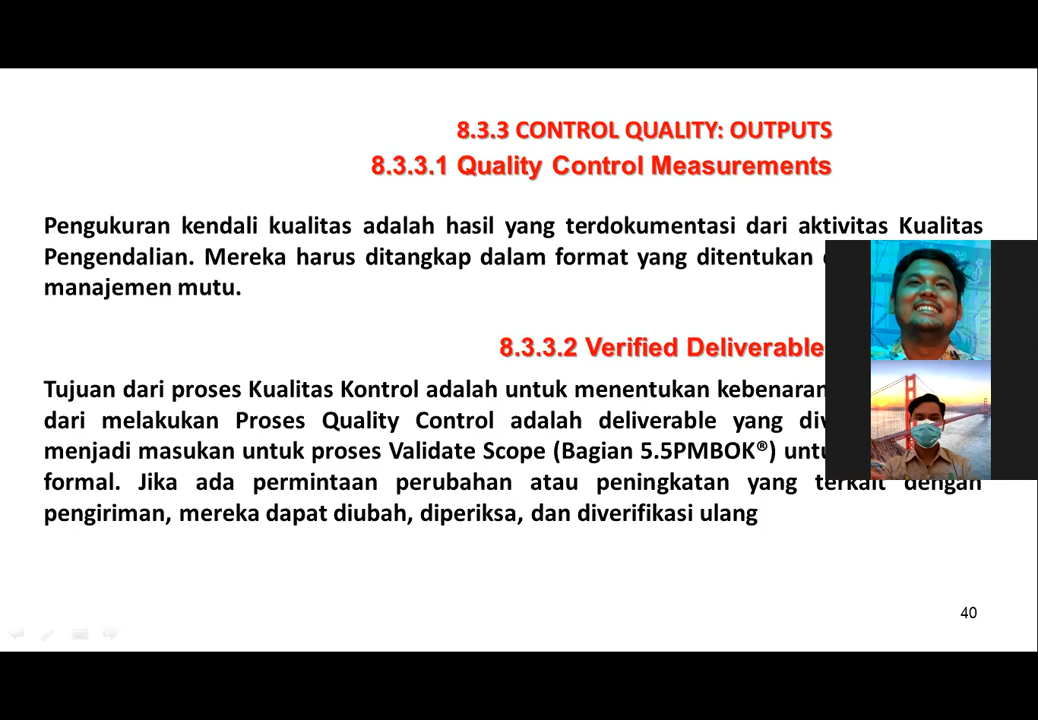 8.3.3 CONTROL QUALITY: OUTPUTS
8.3.3.1 Quality Control Measurements
Pengukuran kendali kualitas adalah hasil yang terdokumentasi dari aktivitas Kualitas
Pengendalian. Mereka harus ditangkap dalam format yang ditentukan
manajemen mutu.
8.3.3.2 Verified Deliverable
Tujuan dari proses Kualitas Kontrol adalah untuk menentukan kebenaran
dari melakukan Proses Quality Control adalah deliverable yang
menjadi masukan untuk proses Validate Scope (Bagian 5.5PMBOK®)
formal. Jika ada permintaan perubahan atau peningkatan yang terkait dengan
pengiriman, mereka dapat diubah, diperiksa, dan diverifikasi ulang
40